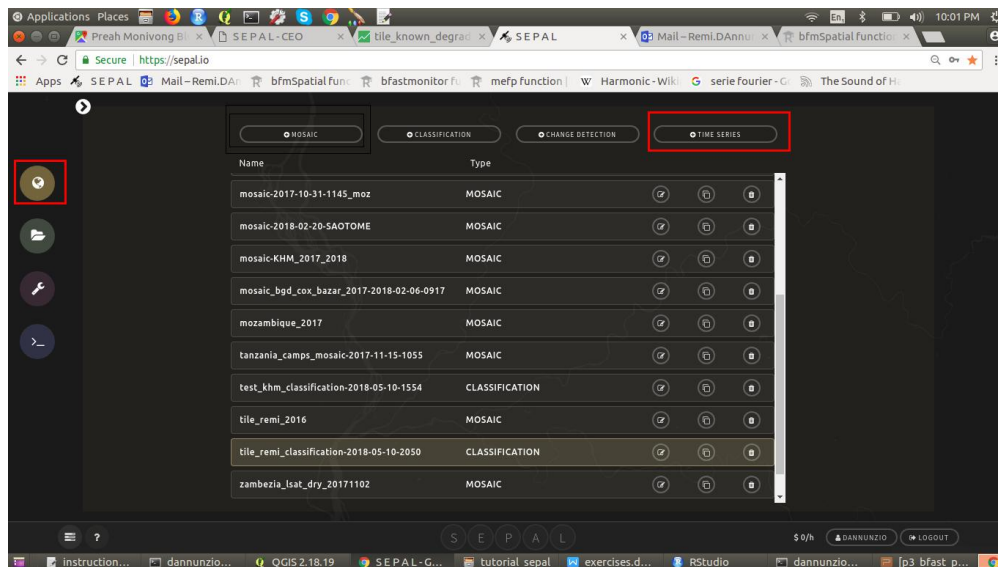 Applications Places En 10:01 PM
Preah Monivong Bl × SEPAL-CEO × tile_known_degrad × SEPAL × Mail – Remi.DAnnun × bfmSpatial function ×
Secure https://sepal.io
Apps SEPAL Mail – Remi.DAn bfmSpatial func bfastmonitor fu mefp function | W Harmonic - Wiki G serie fourier - Go The Sound of Ha
MOSAIC CLASSIFICATION CHANGE DETECTION TIME SERIES
Name Type
mosaic-2017-10-31-1145_moz MOSAIC
mosaic-2018-02-20-SAOTOME MOSAIC
mosaic-KHM_2017_2018 MOSAIC
mosaic_bgd_cox_bazar_2017-2018-02-06-0917 MOSAIC
mozambique_2017 MOSAIC
tanzania_camps_mosaic-2017-11-15-1055 MOSAIC
test_khm_classification-2018-05-10-1554 CLASSIFICATION
tile_remi_2016 MOSAIC
tile_remi_classification-2018-05-10-2050 CLASSIFICATION
zambezia_lsat_dry_20171102 MOSAIC
? S E P A L $ 0/h DANNUNZIO LOGOUT
instruction... dannunzio... QGIS 2.18.19 SEPAL-G... tutorial sepal exercises.d... RStudio dannunzio... [p3 bfast p...